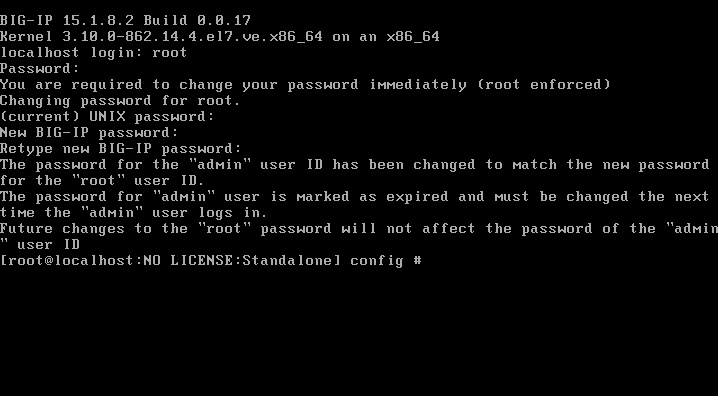 BIG-IP 15.1.8.2 Build 0.0.17
Kernel 3.10.0-862.14.4.el7.ve.x86_64 on an x86_64
localhost login: root
Password:
You are required to change your password immediately (root enforced)
Changing password for root.
(current) UNIX password:
New BIG-IP password:
Retype new BIG-IP password:
The password for the "admin" user ID has been changed to match the new password
for the "root" user ID.
The password for "admin" user is marked as expired and must be changed the next
time the "admin" user logs in.
Future changes to the "root" password will not affect the password of the "admin
" user ID
[root@localhost:NO LICENSE:Standalone] config #